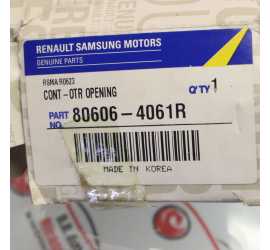 RENAULT SAMSUNG MOTORS
GENUINE PARTS
CONT-OTR OPENING
Q'TY 1
PART NO. 80606-4061R
MADE IN KOREA